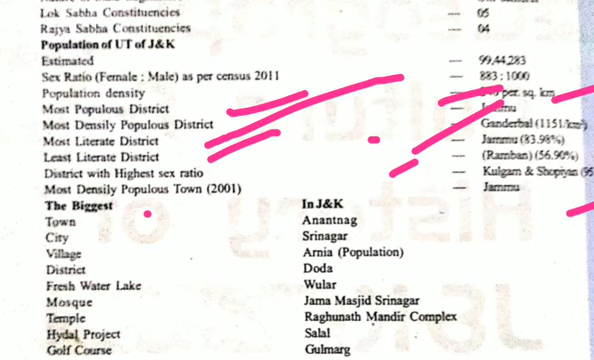 Lok Sabha Constituencies — 05
Rajya Sabha Constituencies — 04
Population of UT of J&K
Estimated — 99,44,283
Sex Ratio (Female : Male) as per census 2011 — 883 : 1000
Population density — per. sq. km
Most Populous District — Jammu
Most Densily Populous District — Ganderbal (1151/km²)
Most Literate District — Jammu (83.98%)
Least Literate District — (Ramban) (56.90%)
District with Highest sex ratio — Kulgam & Shopiyan (95
Most Densily Populous Town (2001) — Jammu
The Biggest In J&K
Town Anantnag
City Srinagar
Village Arnia (Population)
District Doda
Fresh Water Lake Wular
Mosque Jama Masjid Srinagar
Temple Raghunath Mandir Complex
Hydal Project Salal
Golf Course Gulmarg